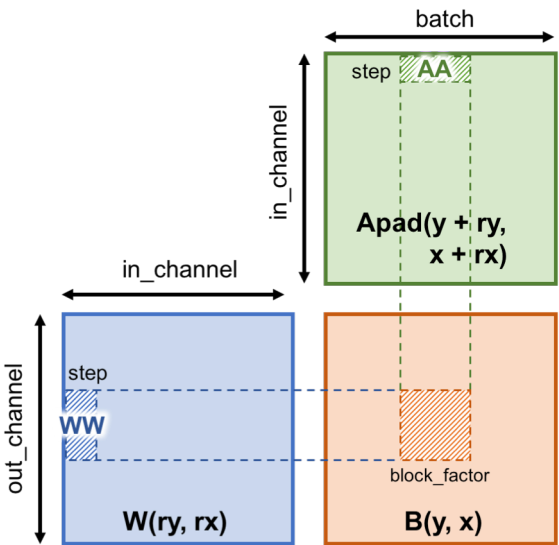 batch
step
AA
in_channel
Apad(y + ry,
x + rx)
in_channel
out_channel
step
WW
W(ry, rx)
block_factor
B(y, x)